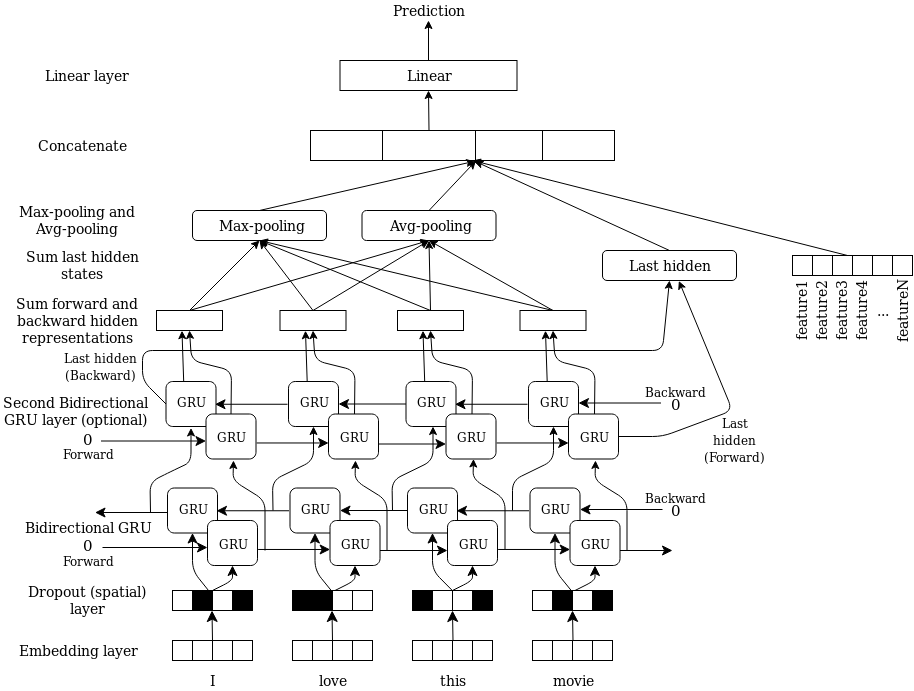 Prediction
Linear layer
Linear
Concatenate
Max-pooling and
Avg-pooling
Max-pooling
Avg-pooling
Sum last hidden
states
Last hidden
feature1
feature2
feature3
feature4
...
featureN
Sum forward and
backward hidden
representations
Last hidden
(Backward)
Second Bidirectional
GRU layer (optional)
0
Forward
GRU
GRU
GRU
GRU
Backward
0
GRU
GRU
GRU
GRU
Last
hidden
(Forward)
GRU
GRU
GRU
GRU
Backward
0
Bidirectional GRU
0
Forward
GRU
GRU
GRU
GRU
Dropout (spatial)
layer
Embedding layer
I
love
this
movie